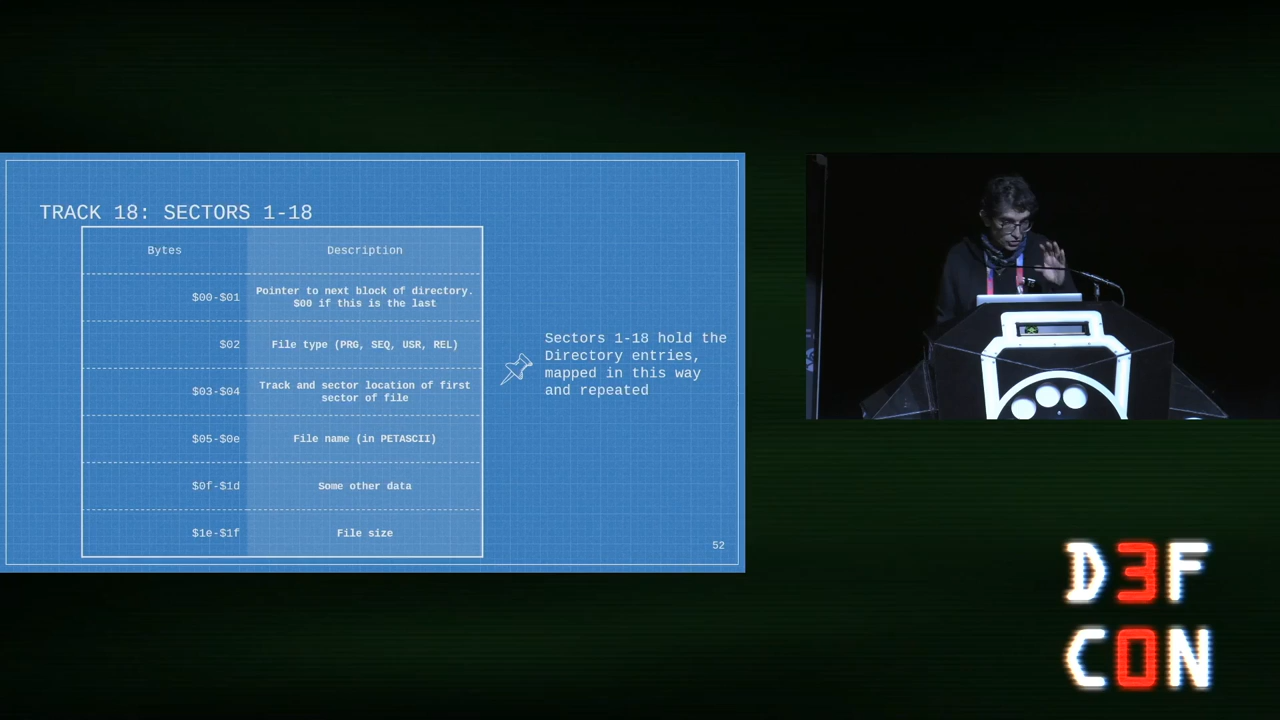 TRACK 18: SECTORS 1-18
Bytes
Description
$00-$01
Pointer to next block of directory.
$00 if this is the last
$02
File type (PRG, SEQ, USR, REL)
$03-$04
Track and sector location of first
sector of file
$05-$0e
File name (in PETASCII)
$0f-$1d
Some other data
$1e-$1f
File size
Sectors 1-18 hold the
Directory entries,
mapped in this way
and repeated
52
D3F
C0N